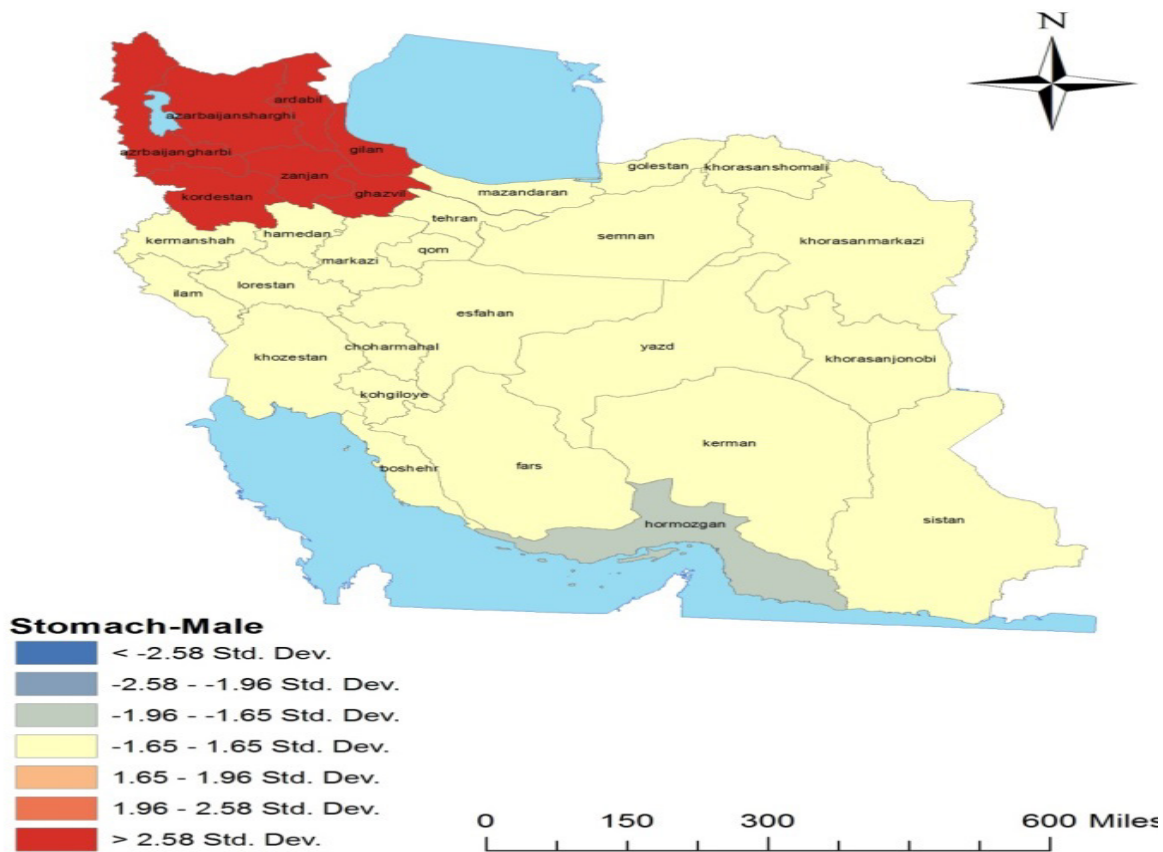 N
ardabil
azarbaijansharghi
azrbaijangharbi
gilan
zanjan
kordestan
ghazvil
golestan
khorasanshomali
mazandaran
tehran
hamedan
kermanshah
semnan
khorasanmarkazi
qom
markazi
lorestan
ilam
esfahan
choharmahal
yazd
khozestan
khorasanjonobi
kohgiloye
kerman
boshehr
fars
hormozgan
sistan
Stomach-Male
< -2.58 Std. Dev.
-2.58 - -1.96 Std. Dev.
-1.96 - -1.65 Std. Dev.
-1.65 - 1.65 Std. Dev.
1.65 - 1.96 Std. Dev.
1.96 - 2.58 Std. Dev.
> 2.58 Std. Dev.
0 150 300 600 Miles